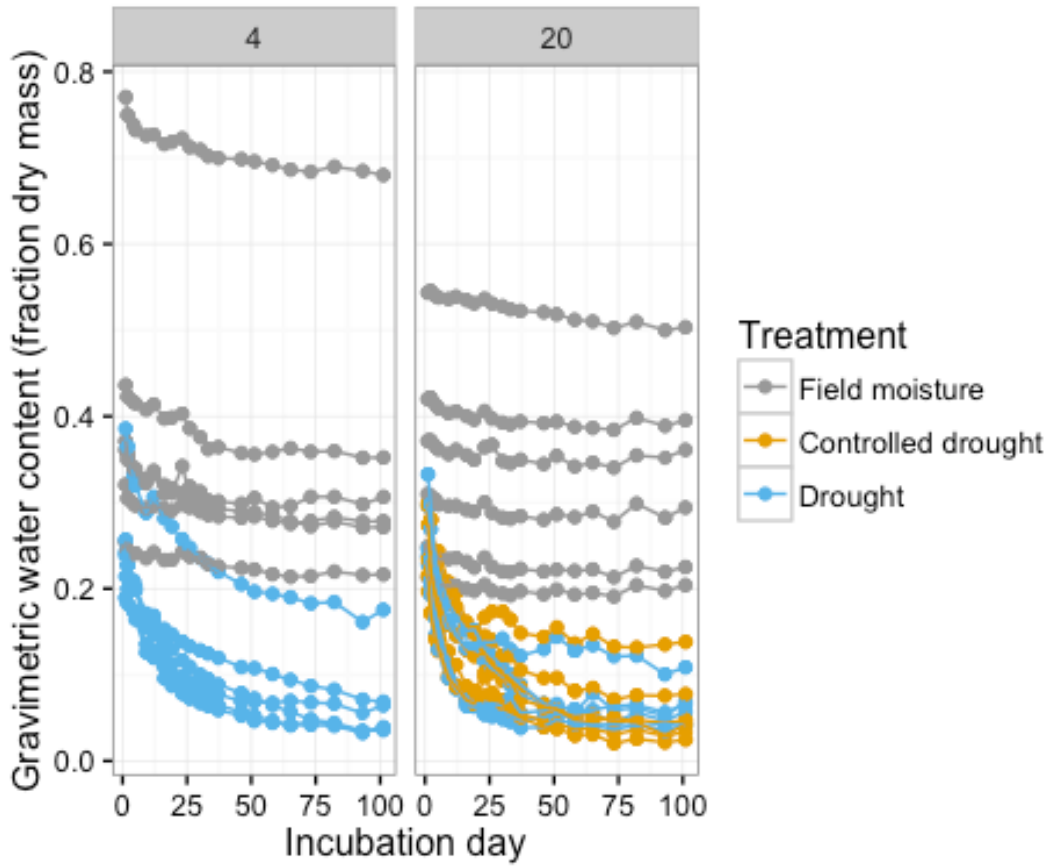 4
20
Gravimetric water content (fraction dry mass)
0.8
0.6
0.4
0.2
0.0
0 25 50 75 100
0 25 50 75 100
Incubation day
Treatment
Field moisture
Controlled drought
Drought